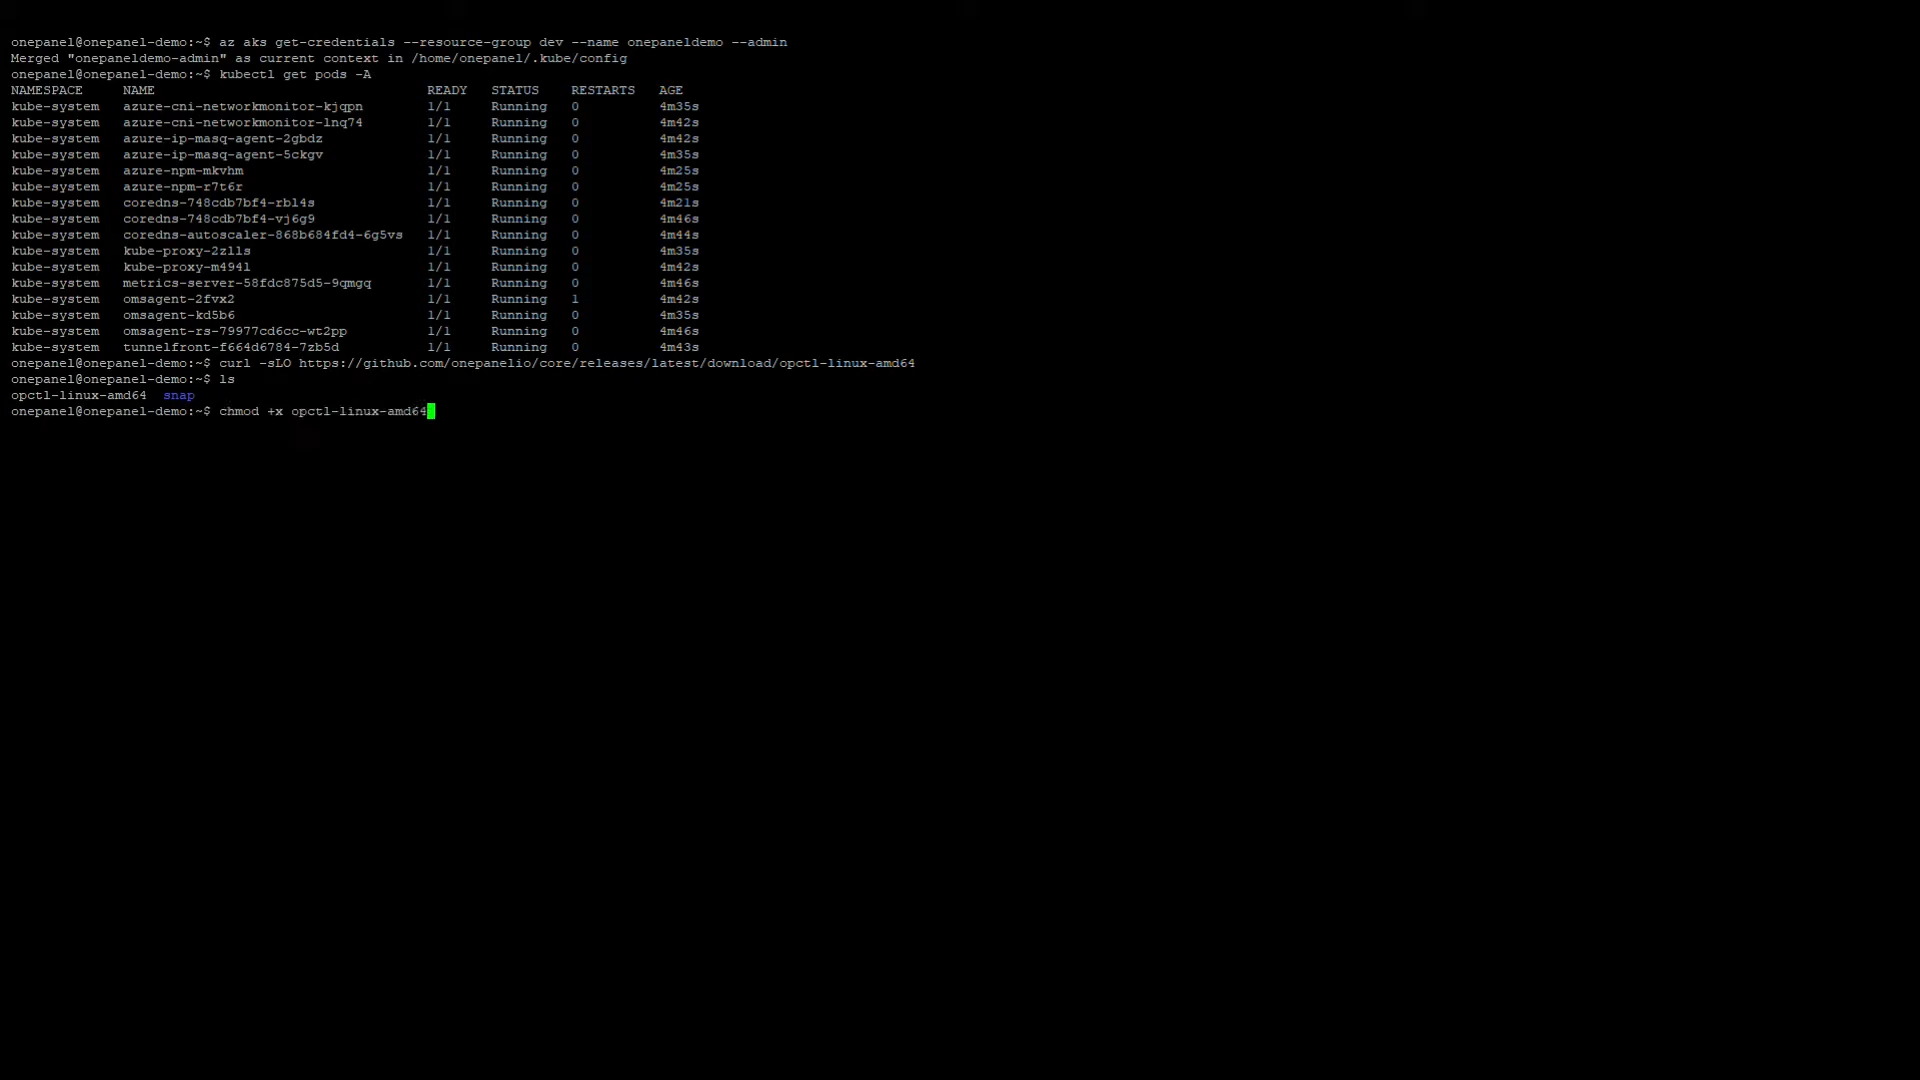 onepanel@onepanel-demo:~$ az aks get-credentials --resource-group dev --name onepaneldemo --admin
Merged "onepaneldemo-admin" as current context in /home/onepanel/.kube/config
onepanel@onepanel-demo:~$ kubectl get pods -A
NAMESPACE     NAME                                  READY   STATUS    RESTARTS   AGE
kube-system   azure-cni-networkmonitor-kjqpn        1/1     Running   0          4m35s
kube-system   azure-cni-networkmonitor-lnq74        1/1     Running   0          4m42s
kube-system   azure-ip-masq-agent-2gbdz             1/1     Running   0          4m42s
kube-system   azure-ip-masq-agent-5ckgv             1/1     Running   0          4m35s
kube-system   azure-npm-mkvhm                       1/1     Running   0          4m25s
kube-system   azure-npm-r7t6r                       1/1     Running   0          4m25s
kube-system   coredns-748cdb7bf4-rbl4s              1/1     Running   0          4m21s
kube-system   coredns-748cdb7bf4-vj6g9              1/1     Running   0          4m46s
kube-system   coredns-autoscaler-868b684fd4-6g5vs   1/1     Running   0          4m44s
kube-system   kube-proxy-2zlls                      1/1     Running   0          4m35s
kube-system   kube-proxy-m494l                      1/1     Running   0          4m42s
kube-system   metrics-server-58fdc875d5-9qmgq       1/1     Running   0          4m46s
kube-system   omsagent-2fvx2                        1/1     Running   1          4m42s
kube-system   omsagent-kd5b6                        1/1     Running   0          4m35s
kube-system   omsagent-rs-79977cd6cc-wt2pp          1/1     Running   0          4m46s
kube-system   tunnelfront-f664d6784-7zb5d           1/1     Running   0          4m43s
onepanel@onepanel-demo:~$ curl -sLO https://github.com/onepanelio/core/releases/latest/download/opctl-linux-amd64
onepanel@onepanel-demo:~$ ls
opctl-linux-amd64  snap
onepanel@onepanel-demo:~$ chmod +x opctl-linux-amd64